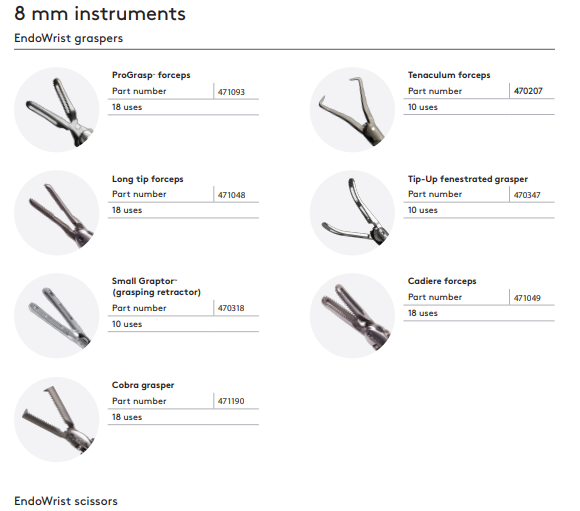 8 mm instruments
EndoWrist graspers
ProGrasp™ forceps
Part number 471093
18 uses
Tenaculum forceps
Part number 470207
10 uses
Long tip forceps
Part number 471048
18 uses
Tip-Up fenestrated grasper
Part number 470347
10 uses
Small Graptor™
(grasping retractor)
Part number 470318
10 uses
Cadiere forceps
Part number 471049
18 uses
Cobra grasper
Part number 471190
18 uses
EndoWrist scissors